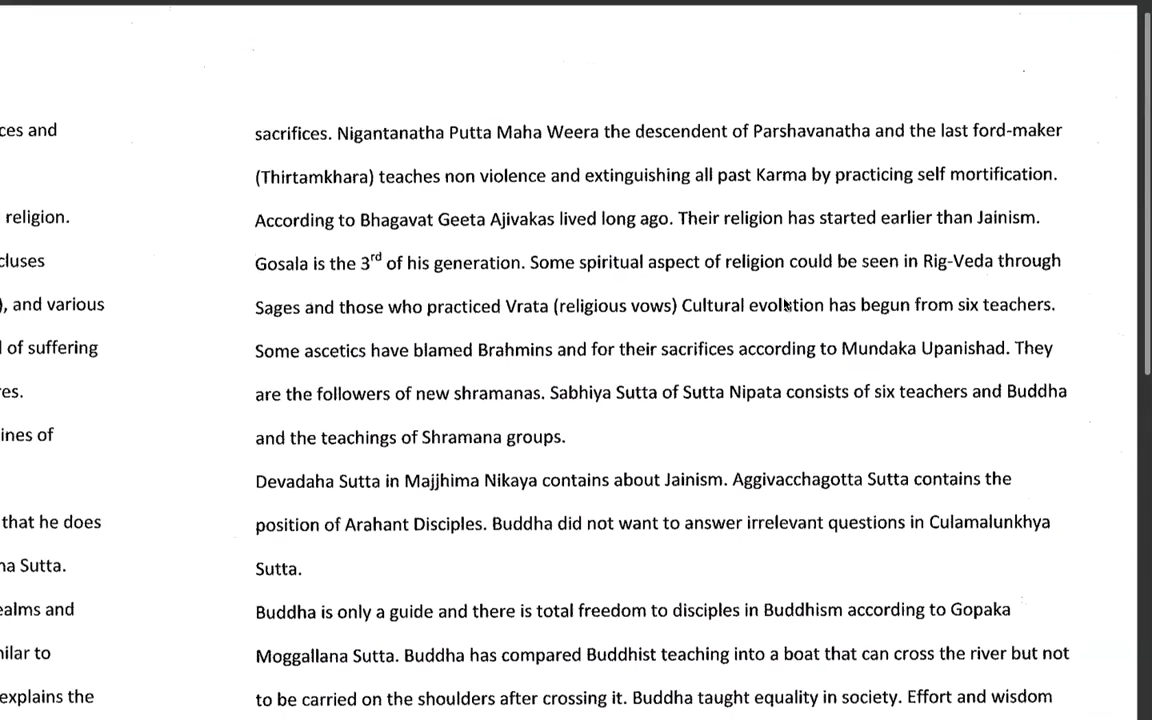 ces and
religion.
cluses
), and various
of suffering
es.
ines of
that he does
na Sutta.
ealms and
nilar to
explains the
sacrifices. Nigantanatha Putta Maha Weera the descendent of Parshavanatha and the last ford-maker
(Thirtamkhara) teaches non violence and extinguishing all past Karma by practicing self mortification.
According to Bhagavat Geeta Ajivakas lived long ago. Their religion has started earlier than Jainism.
Gosala is the 3rd of his generation. Some spiritual aspect of religion could be seen in Rig-Veda through
Sages and those who practiced Vrata (religious vows) Cultural evolution has begun from six teachers.
Some ascetics have blamed Brahmins and for their sacrifices according to Mundaka Upanishad. They
are the followers of new shramanas. Sabhiya Sutta of Sutta Nipata consists of six teachers and Buddha
and the teachings of Shramana groups.
Devadaha Sutta in Majjhima Nikaya contains about Jainism. Aggivacchagotta Sutta contains the
position of Arahant Disciples. Buddha did not want to answer irrelevant questions in Culamalunkhya
Sutta.
Buddha is only a guide and there is total freedom to disciples in Buddhism according to Gopaka
Moggallana Sutta. Buddha has compared Buddhist teaching into a boat that can cross the river but not
to be carried on the shoulders after crossing it. Buddha taught equality in society. Effort and wisdom